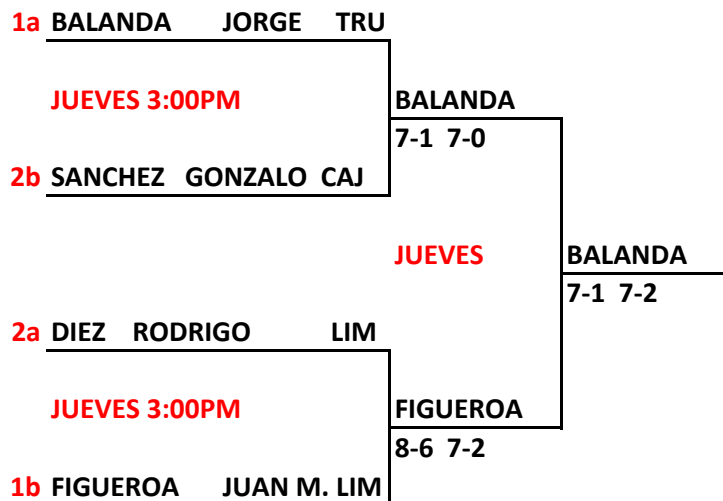 1a BALANDA JORGE TRU
JUEVES 3:00PM
BALANDA
7-1 7-0
2b SANCHEZ GONZALO CAJ
JUEVES
BALANDA
7-1 7-2
2a DIEZ RODRIGO LIM
JUEVES 3:00PM
FIGUEROA
8-6 7-2
1b FIGUEROA JUAN M. LIM